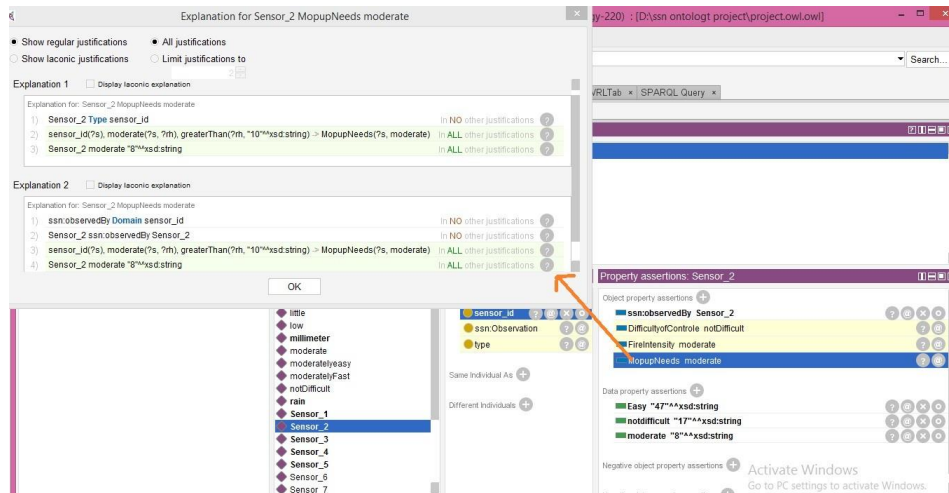 Explanation for Sensor_2 MopupNeeds moderate
gy-220) : [D:\ssn ontologt project\project.owl.owl]
Show regular justifications
All justifications
Show laconic justifications
Limit justifications to
2
Search...
Explanation 1
Display laconic explanation
VRLTab × SPARQL Query ×
Explanation for: Sensor_2 MopupNeeds moderate
1) Sensor_2 Type sensor_id In NO other justifications ?
2) sensor_id(?s), moderate(?s, ?rh), greaterThan(?rh, "10"^^xsd:string) -> MopupNeeds(?s, moderate) In ALL other justifications ?
3) Sensor_2 moderate "8"^^xsd:string In ALL other justifications ?
Explanation 2
Display laconic explanation
Explanation for: Sensor_2 MopupNeeds moderate
1) ssn:observedBy Domain sensor_id In NO other justifications ?
2) Sensor_2 ssn:observedBy Sensor_2 In NO other justifications ?
3) sensor_id(?s), moderate(?s, ?rh), greaterThan(?rh, "10"^^xsd:string) -> MopupNeeds(?s, moderate) In ALL other justifications ?
4) Sensor_2 moderate "8"^^xsd:string In ALL other justifications ?
OK
little
low
millimeter
moderate
moderatelyeasy
moderatelyFast
notDifficult
rain
Sensor_1
Sensor_2
Sensor_3
Sensor_4
Sensor_5
Sensor_6
Sensor_7
sensor_id
ssn:Observation
type
Same Individual As
Different Individuals
Property assertions: Sensor_2
Object property assertions
ssn:observedBy Sensor_2
DifficultyofControle notDifficult
FireIntensity moderate
MopupNeeds moderate
Data property assertions
Easy "47"^^xsd:string
notdifficult "17"^^xsd:string
moderate "8"^^xsd:string
Negative object property assertions
Activate Windows
Go to PC settings to activate Windows.